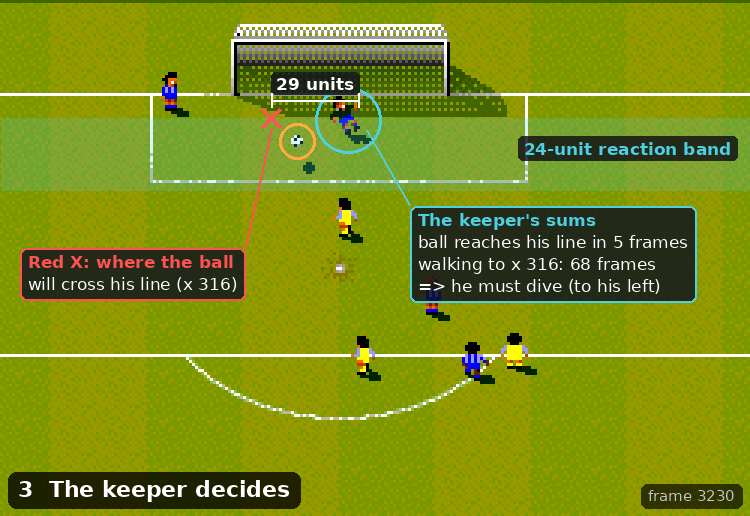 29 units
24-unit reaction band
The keeper's sums
ball reaches his line in 5 frames
walking to x 316: 68 frames
=> he must dive (to his left)
Red X: where the ball
will cross his line (x 316)
3 The keeper decides
frame 3230